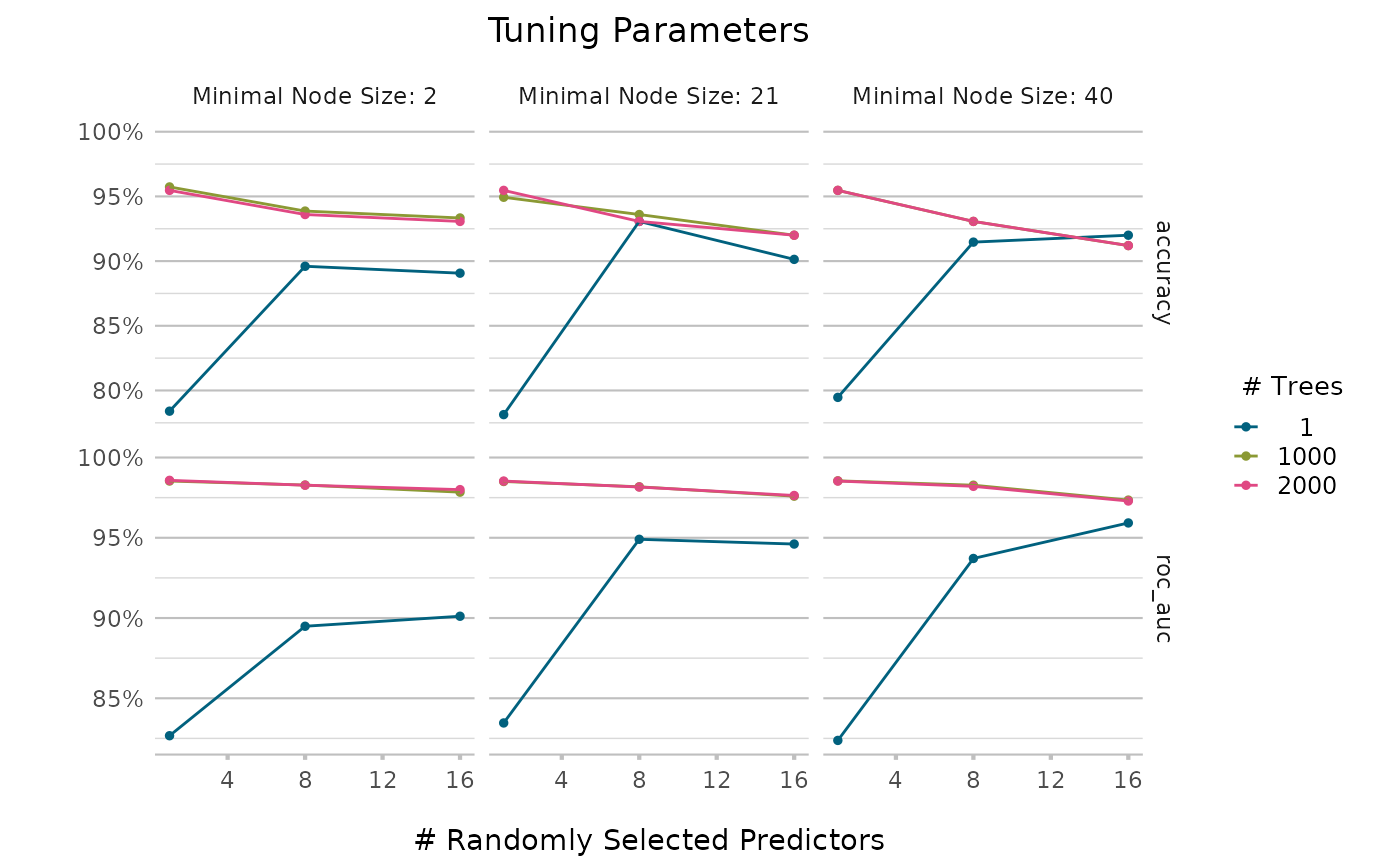 Tuning Parameters
Minimal Node Size: 2
Minimal Node Size: 21
Minimal Node Size: 40
100%
95%
90%
85%
80%
accuracy
100%
95%
90%
85%
roc_auc
4 8 12 16
4 8 12 16
4 8 12 16
# Randomly Selected Predictors
# Trees
1
1000
2000